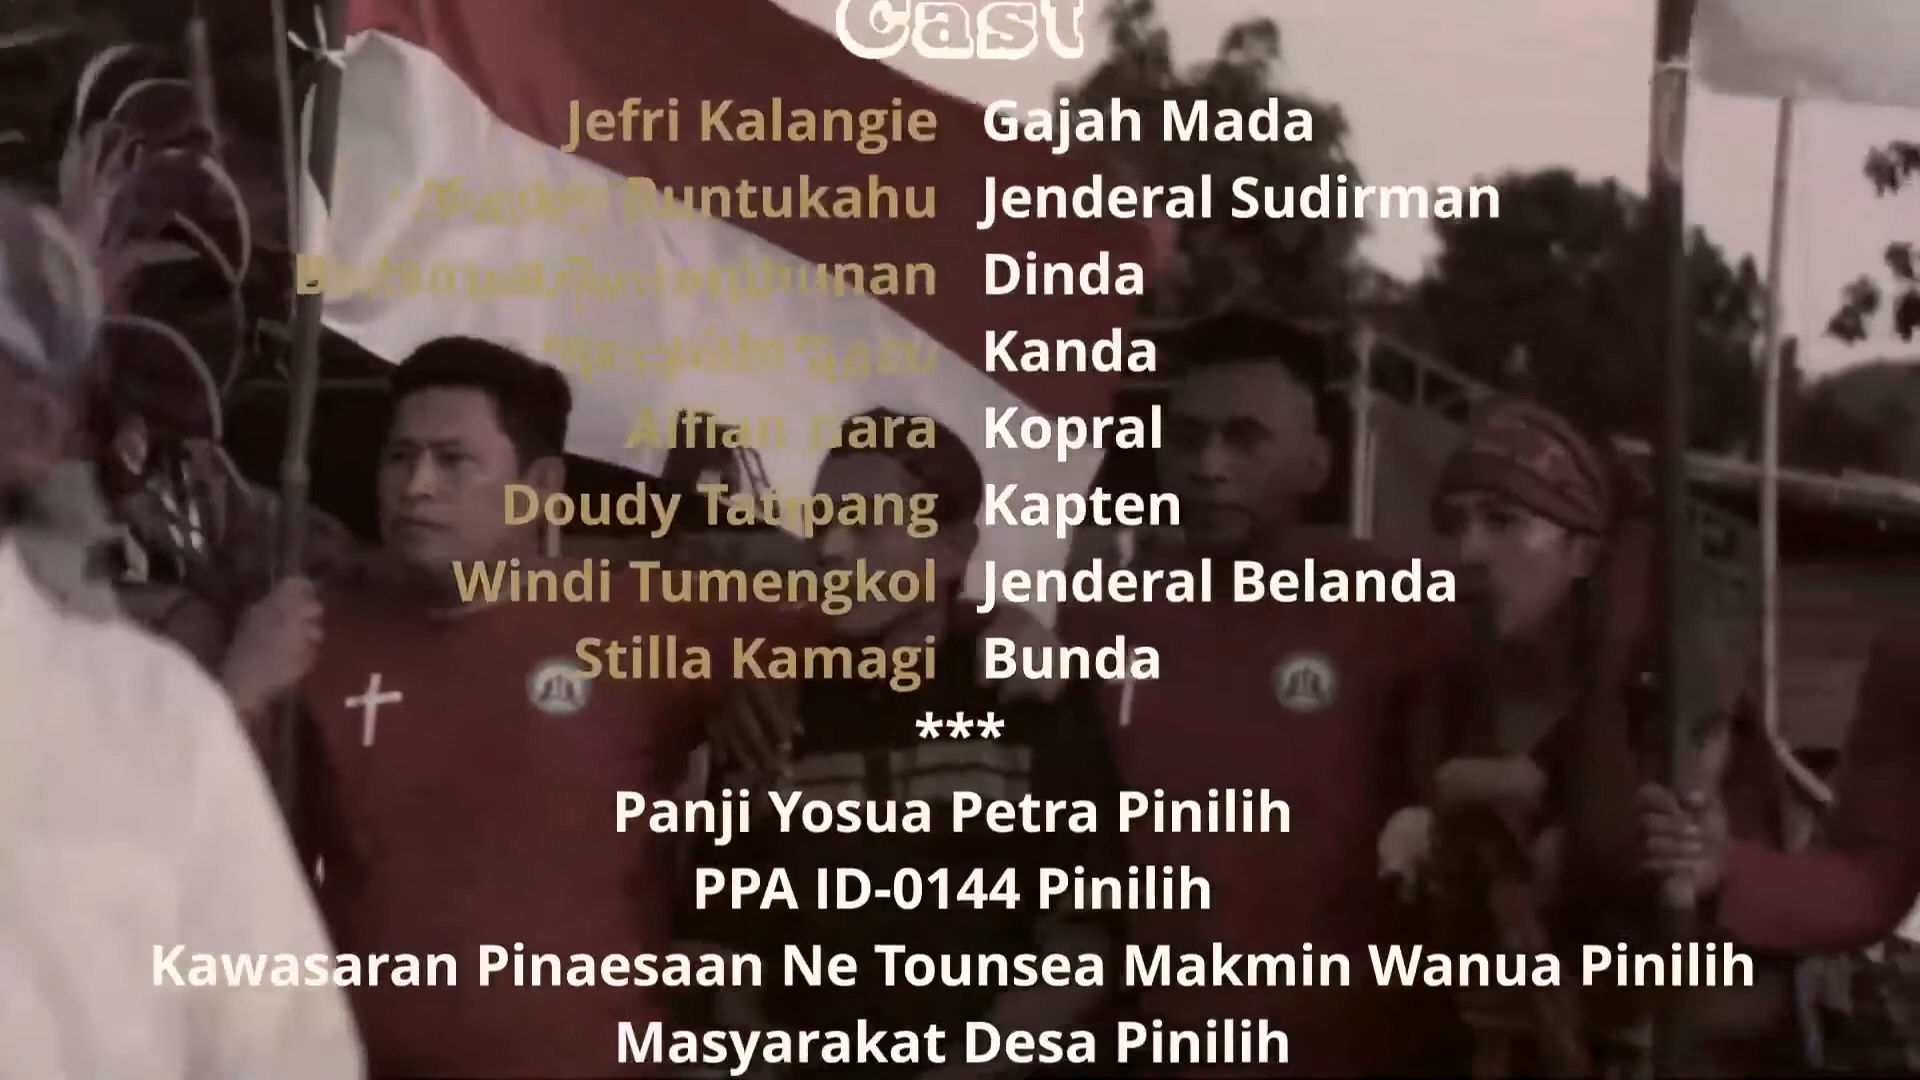 Cast
Jefri Kalangie Gajah Mada
Runtukahu Jenderal Sudirman
Dinda
Kanda
Kopral
Doudy Jenderal Kapten
Windi Tumengkol Jenderal Belanda
Stilla Kamagi Bunda
***
Panji Yosua Petra Pinilih
PPA ID-0144 Pinilih
Kawasaran Pinaesaan Ne Tounsea Makmin Wanua Pinilih
Masyarakat Desa Pinilih